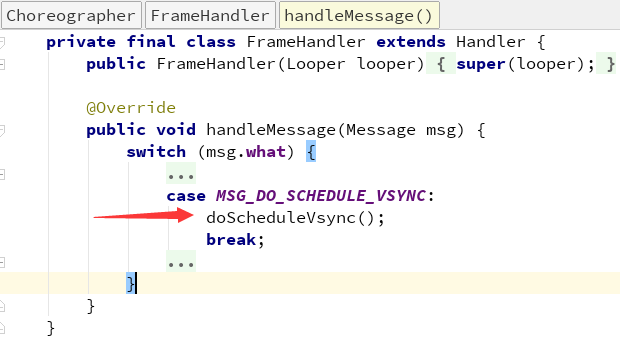 Choreographer FrameHandler handleMessage()
private final class FrameHandler extends Handler {
public FrameHandler(Looper looper) { super(looper); }
@Override
public void handleMessage(Message msg) {
switch (msg.what) {
...
case MSG_DO_SCHEDULE_VSYNC:
doScheduleVsync();
break;
...
}
}
}